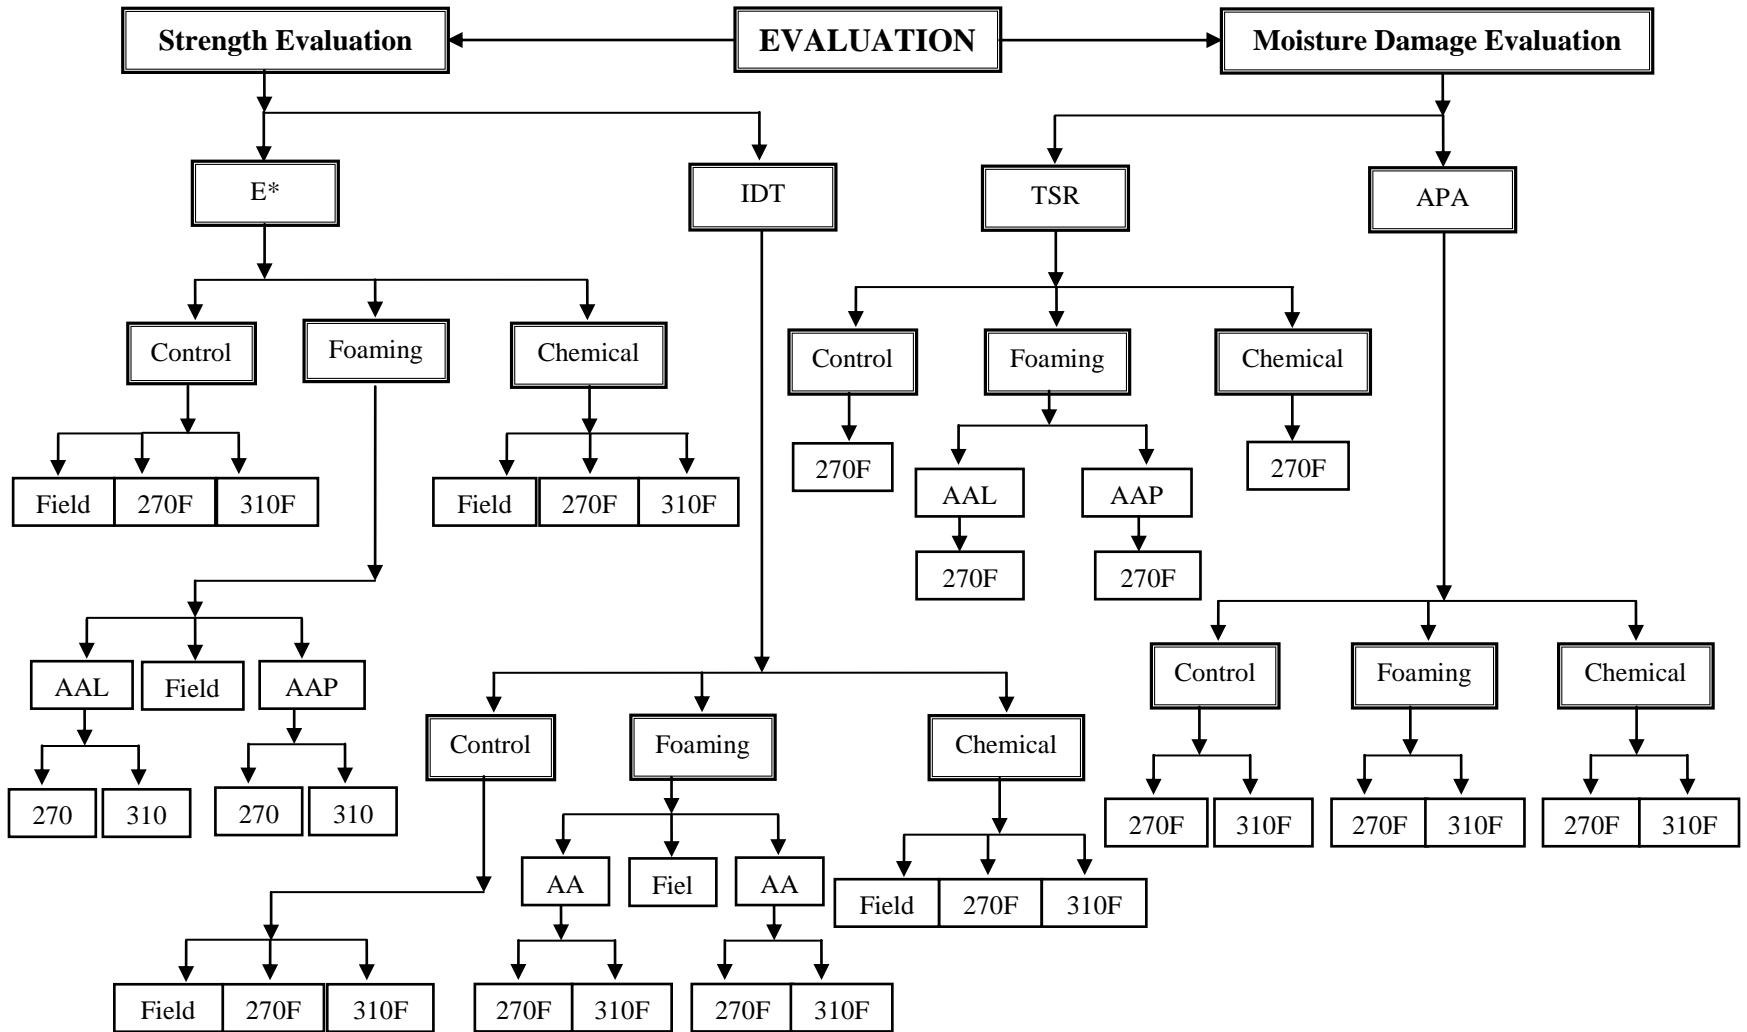 Strength Evaluation
EVALUATION
Moisture Damage Evaluation
E*
IDT
TSR
APA
Control
Foaming
Chemical
Control
Foaming
Chemical
270F
270F
Field
270F
310F
Field
270F
310F
AAL
AAP
270F
270F
AAL
Field
AAP
Control
Foaming
Chemical
Control
Foaming
Chemical
270
310
270
310
270F
310F
270F
310F
270F
310F
AA
Fiel
AA
Field
270F
310F
Field
270F
310F
270F
310F
270F
310F